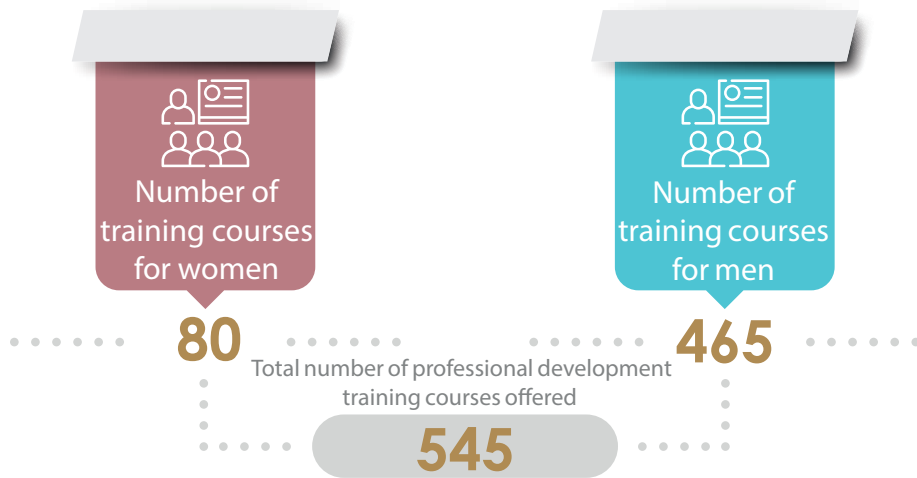 Number of
training courses
for women
80
Number of
training courses
for men
465
Total number of professional development
training courses offered
545